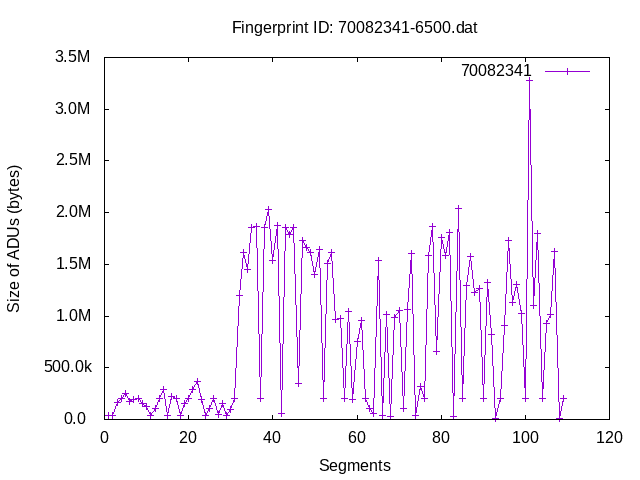 Fingerprint ID: 70082341-6500.dat
3.5M
70082341
3.0M
2.5M
2.0M
1.5M
1.0M
500.0k
0.0
Size of ADUs (bytes)
0 20 40 60 80 100 120
Segments